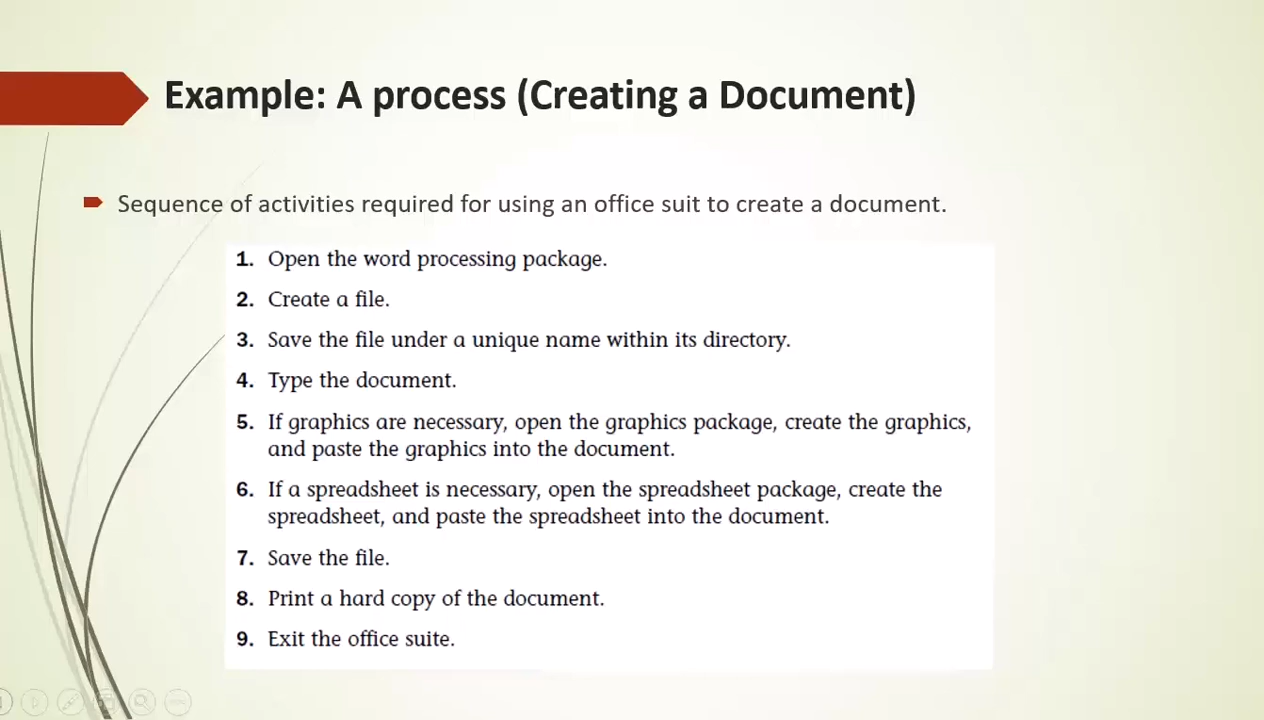 Example: A process (Creating a Document)
Sequence of activities required for using an office suit to create a document.
1. Open the word processing package.
2. Create a file.
3. Save the file under a unique name within its directory.
4. Type the document.
5. If graphics are necessary, open the graphics package, create the graphics,
and paste the graphics into the document.
6. If a spreadsheet is necessary, open the spreadsheet package, create the
spreadsheet, and paste the spreadsheet into the document.
7. Save the file.
8. Print a hard copy of the document.
9. Exit the office suite.